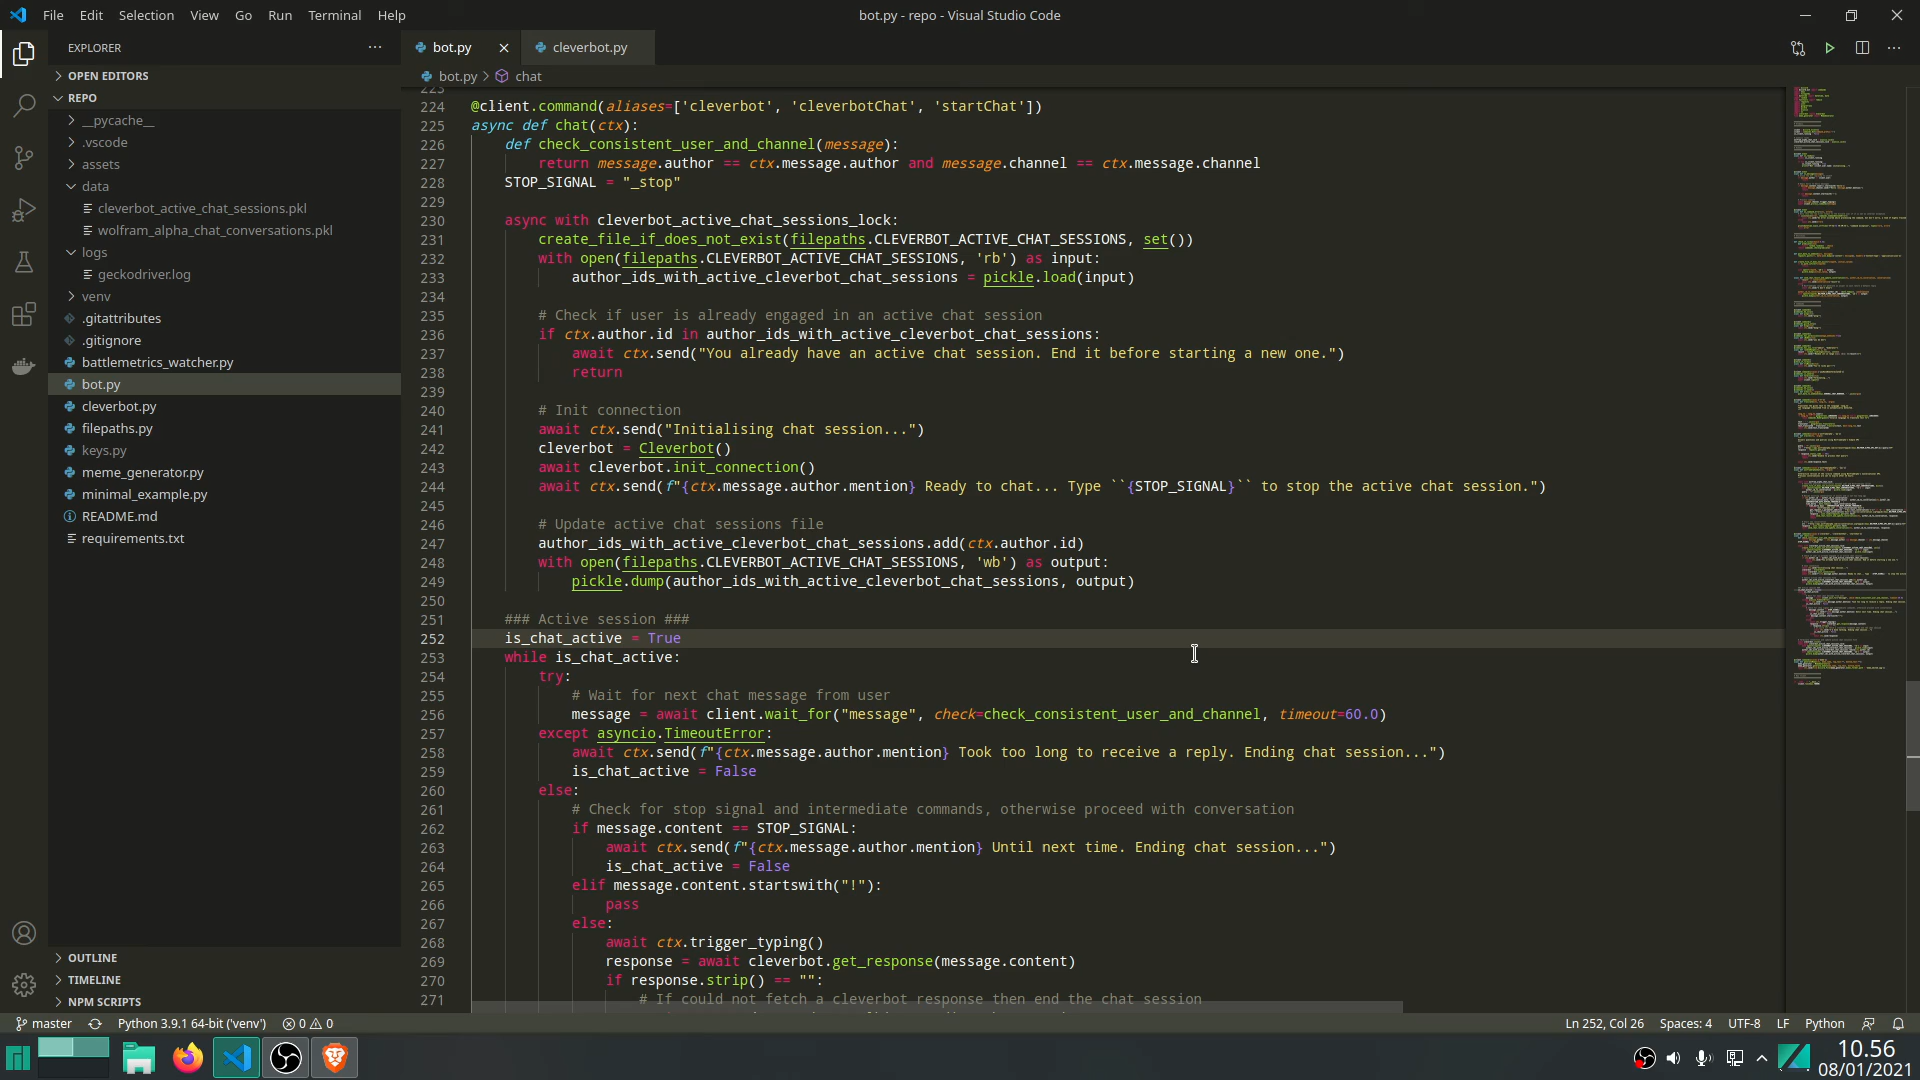 File Edit Selection View Go Run Terminal Help
bot.py - repo - Visual Studio Code
EXPLORER
OPEN EDITORS
REPO
__pycache__
.vscode
assets
data
cleverbot_active_chat_sessions.pkl
wolfram_alpha_chat_conversations.pkl
logs
geckodriver.log
venv
.gitattributes
.gitignore
battlemetrics_watcher.py
bot.py
cleverbot.py
filepaths.py
keys.py
meme_generator.py
minimal_example.py
README.md
requirements.txt
OUTLINE
TIMELINE
NPM SCRIPTS
bot.py cleverbot.py
bot.py > chat
223
224 @client.command(aliases=['cleverbot', 'cleverbotChat', 'startChat'])
225 async def chat(ctx):
226     def check_consistent_user_and_channel(message):
227         return message.author == ctx.message.author and message.channel == ctx.message.channel
228     STOP_SIGNAL = "_stop"
229
230     async with cleverbot_active_chat_sessions_lock:
231         create_file_if_does_not_exist(filepaths.CLEVERBOT_ACTIVE_CHAT_SESSIONS, set())
232         with open(filepaths.CLEVERBOT_ACTIVE_CHAT_SESSIONS, 'rb') as input:
233             author_ids_with_active_cleverbot_chat_sessions = pickle.load(input)
234
235         # Check if user is already engaged in an active chat session
236         if ctx.author.id in author_ids_with_active_cleverbot_chat_sessions:
237             await ctx.send("You already have an active chat session. End it before starting a new one.")
238             return
239
240         # Init connection
241         await ctx.send("Initialising chat session...")
242         cleverbot = Cleverbot()
243         await cleverbot.init_connection()
244         await ctx.send(f"{ctx.message.author.mention} Ready to chat... Type ``{STOP_SIGNAL}`` to stop the active chat session.")
245
246         # Update active chat sessions file
247         author_ids_with_active_cleverbot_chat_sessions.add(ctx.author.id)
248         with open(filepaths.CLEVERBOT_ACTIVE_CHAT_SESSIONS, 'wb') as output:
249             pickle.dump(author_ids_with_active_cleverbot_chat_sessions, output)
250
251     ### Active session ###
252     is_chat_active = True
253     while is_chat_active:
254         try:
255             # Wait for next chat message from user
256             message = await client.wait_for("message", check=check_consistent_user_and_channel, timeout=60.0)
257         except asyncio.TimeoutError:
258             await ctx.send(f"{ctx.message.author.mention} Took too long to receive a reply. Ending chat session...")
259             is_chat_active = False
260         else:
261             # Check for stop signal and intermediate commands, otherwise proceed with conversation
262             if message.content == STOP_SIGNAL:
263                 await ctx.send(f"{ctx.message.author.mention} Until next time. Ending chat session...")
264                 is_chat_active = False
265             elif message.content.startswith("!"):
266                 pass
267             else:
268                 await ctx.trigger_typing()
269                 response = await cleverbot.get_response(message.content)
270                 if response.strip() == "":
271                     # If could not fetch a cleverbot response then end the chat session
master Python 3.9.1 64-bit ('venv') 0 0 Ln 252, Col 26 Spaces: 4 UTF-8 LF Python
10.56
08/01/2021